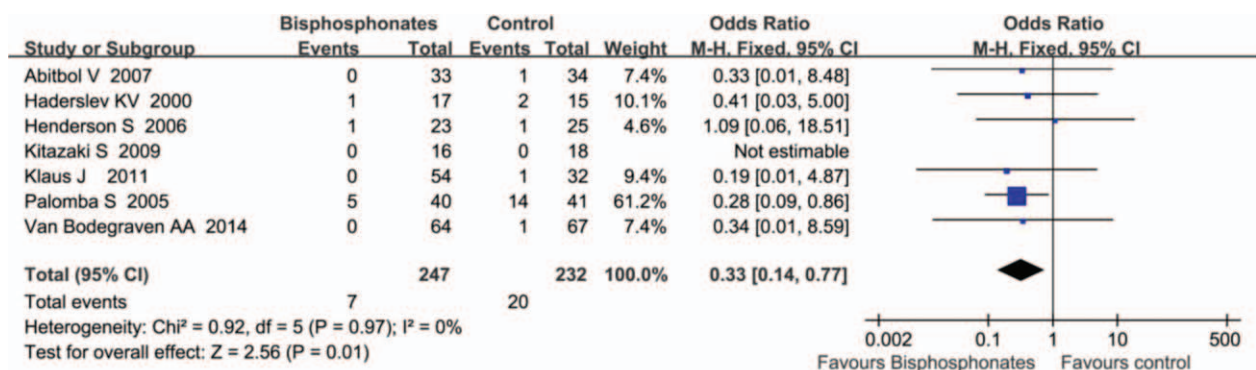 Bisphosphonates Control Odds Ratio Odds Ratio
Study or Subgroup Events Total Events Total Weight M-H, Fixed, 95% CI M-H, Fixed, 95% CI
Abitbol V 2007 0 33 1 34 7.4% 0.33 [0.01, 8.48]
Haderslev KV 2000 1 17 2 15 10.1% 0.41 [0.03, 5.00]
Henderson S 2006 1 23 1 25 4.6% 1.09 [0.06, 18.51]
Kitazaki S 2009 0 16 0 18 Not estimable
Klaus J 2011 0 54 1 32 9.4% 0.19 [0.01, 4.87]
Palomba S 2005 5 40 14 41 61.2% 0.28 [0.09, 0.86]
Van Bodegraven AA 2014 0 64 1 67 7.4% 0.34 [0.01, 8.59]
Total (95% CI) 247 232 100.0% 0.33 [0.14, 0.77]
Total events 7 20
Heterogeneity: Chi² = 0.92, df = 5 (P = 0.97); I² = 0%
Test for overall effect: Z = 2.56 (P = 0.01)
0.002 0.1 1 10 500
Favours Bisphosphonates Favours control